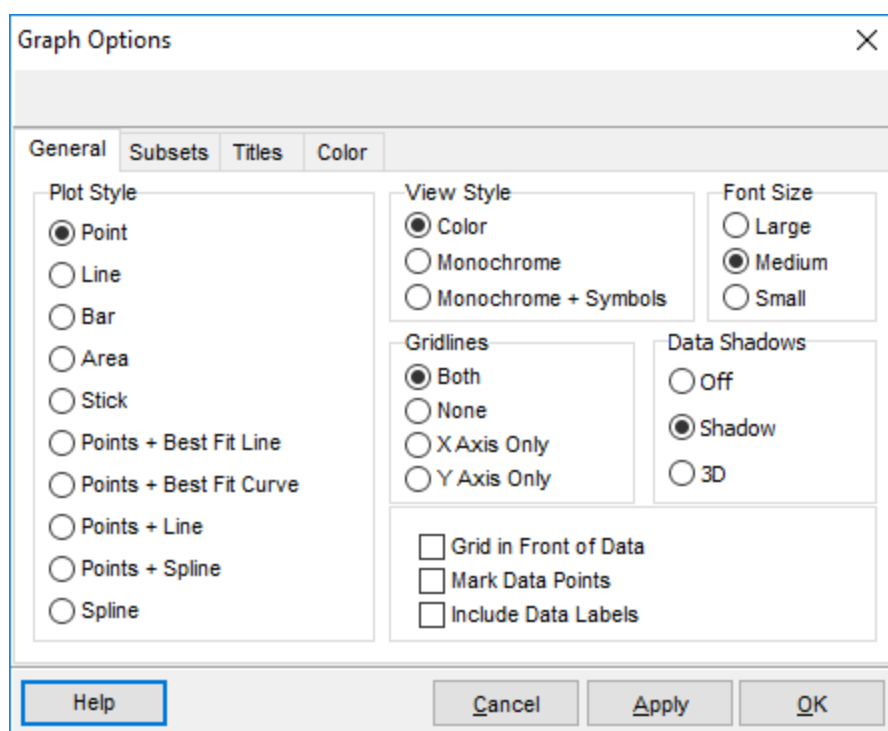 Graph Options
General Subsets Titles Color
Plot Style
Point
Line
Bar
Area
Stick
Points + Best Fit Line
Points + Best Fit Curve
Points + Line
Points + Spline
Spline
View Style
Color
Monochrome
Monochrome + Symbols
Font Size
Large
Medium
Small
Gridlines
Both
None
X Axis Only
Y Axis Only
Data Shadows
Off
Shadow
3D
Grid in Front of Data
Mark Data Points
Include Data Labels
Help Cancel Apply OK